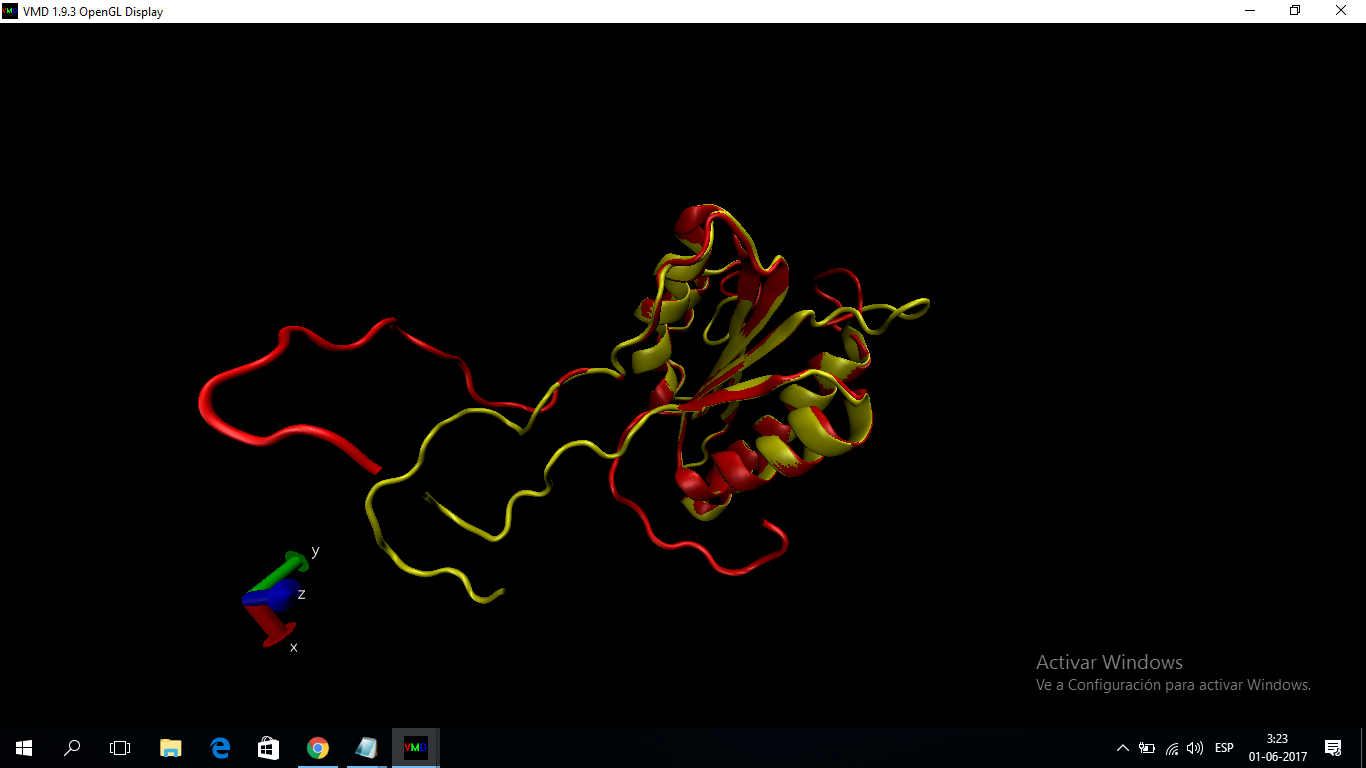 VMD 1.9.3 OpenGL Display
y
z
x
Activar Windows
Ve a Configuración para activar Windows.
VMD
ESP
3:23
01-06-2017